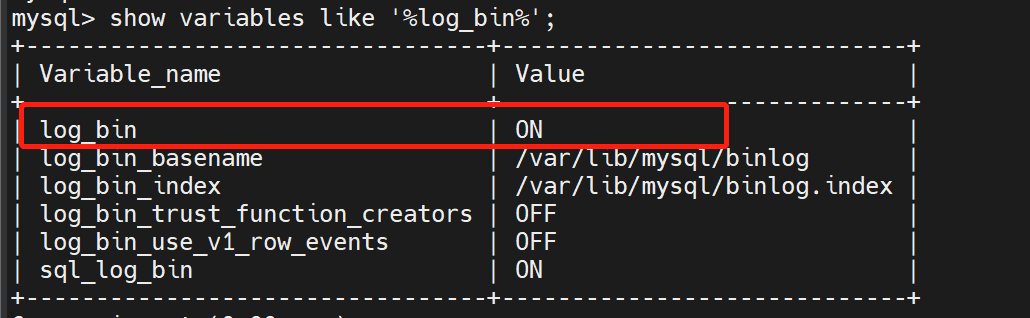 mysql> show variables like '%log_bin%';
+---------------------------------+-----------------------------+
| Variable_name | Value |
+---------------------------------+-----------------------------+
| log_bin | ON |
| log_bin_basename | /var/lib/mysql/binlog |
| log_bin_index | /var/lib/mysql/binlog.index |
| log_bin_trust_function_creators | OFF |
| log_bin_use_v1_row_events | OFF |
| sql_log_bin | ON |
+---------------------------------+-----------------------------+